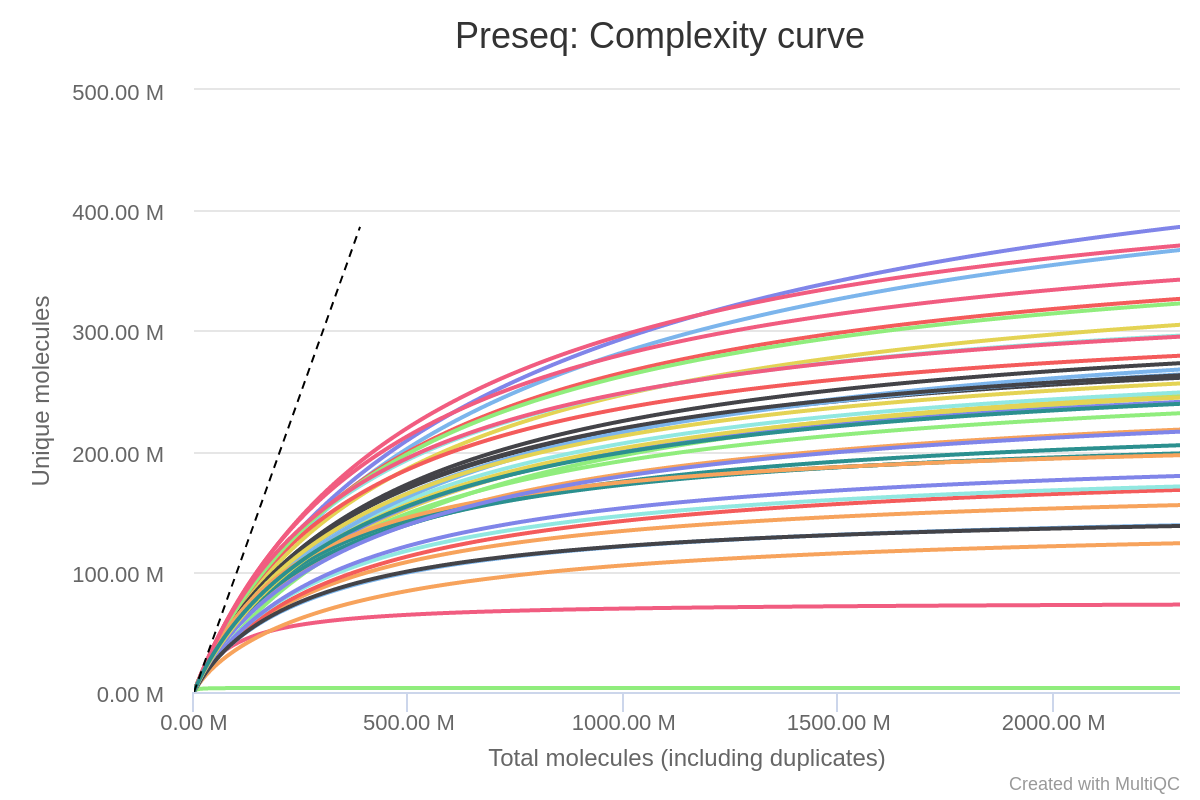 Preseq: Complexity curve
500.00 M
400.00 M
300.00 M
200.00 M
100.00 M
0.00 M
Unique molecules
0.00 M 500.00 M 1000.00 M 1500.00 M 2000.00 M
Total molecules (including duplicates)
Created with MultiQC